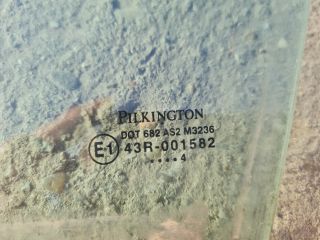 PILKINGTON
DOT 682 AS2 M3236
E1 43R-001582
••••4